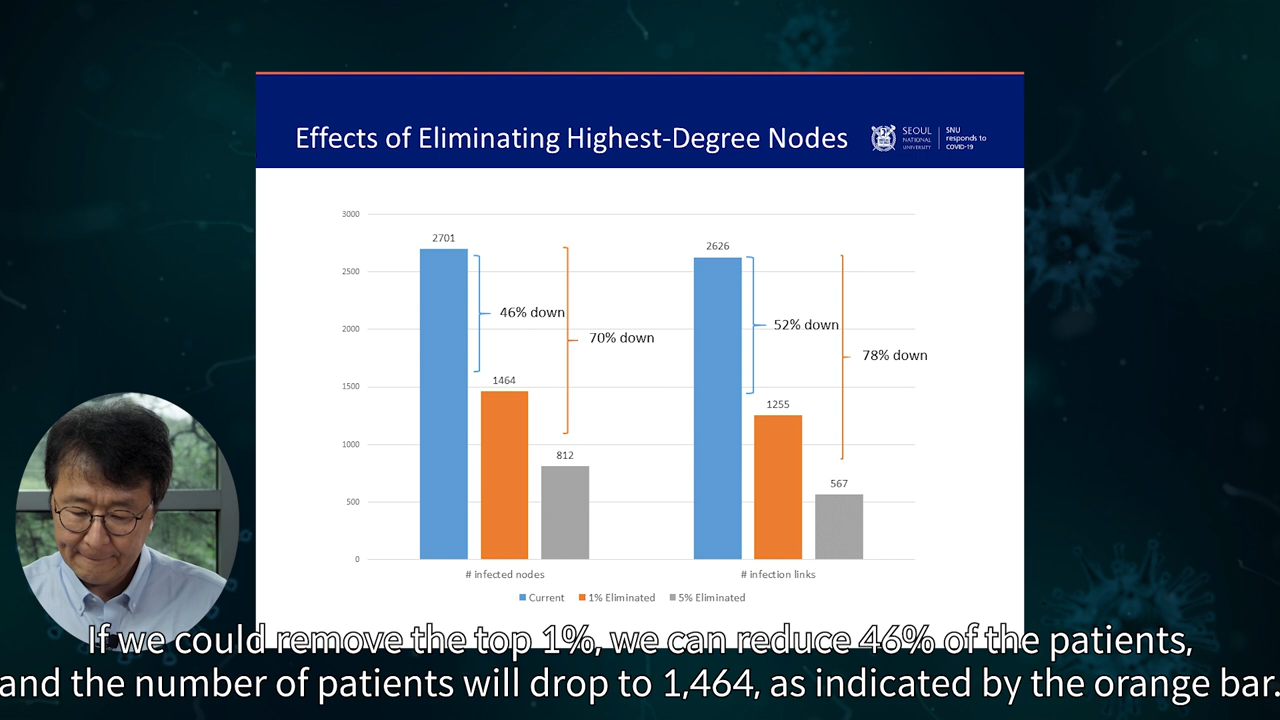 Effects of Eliminating Highest-Degree Nodes
SEOUL
NATIONAL
UNIVERSITY
SNU
responds to
COVID-19
3000
2500
2000
1500
1000
500
0
2701
46% down
70% down
1464
812
2626
52% down
78% down
1255
567
# infected nodes
# infection links
Current
1% Eliminated
5% Eliminated
If we could remove the top 1%, we can reduce 46% of the patients,
and the number of patients will drop to 1,464, as indicated by the orange bar.